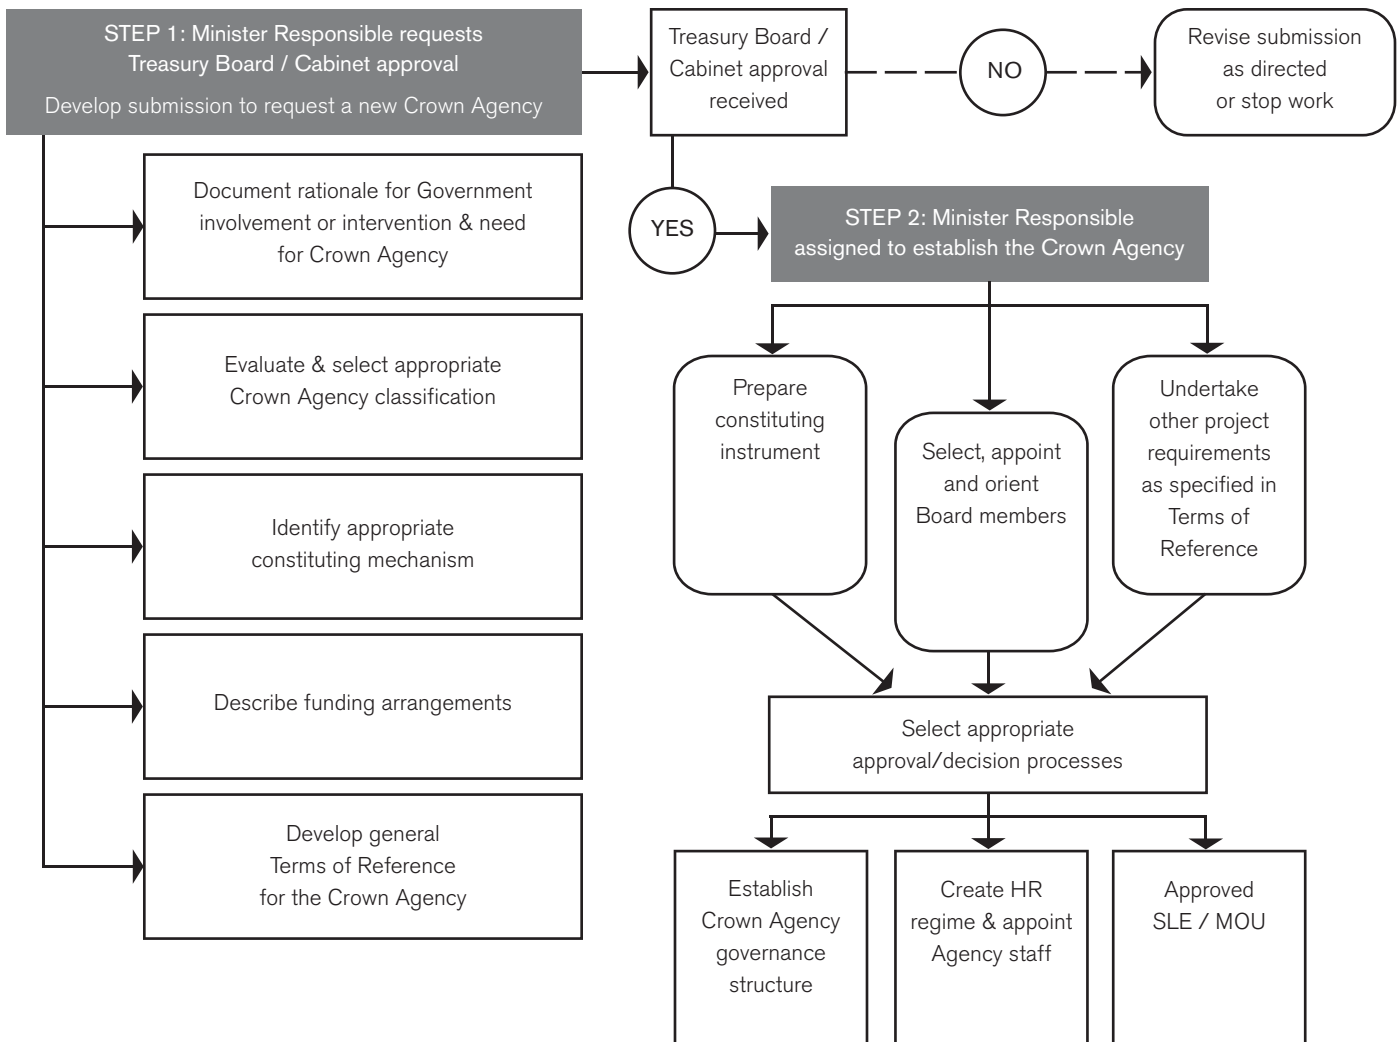 STEP 1: Minister Responsible requests
Treasury Board / Cabinet approval
Develop submission to request a new Crown Agency
Treasury Board /
Cabinet approval
received
NO
Revise submission
as directed
or stop work
Document rationale for Government
involvement or intervention & need
for Crown Agency
Evaluate & select appropriate
Crown Agency classification
Identify appropriate
constituting mechanism
Describe funding arrangements
Develop general
Terms of Reference
for the Crown Agency
YES
STEP 2: Minister Responsible
assigned to establish the Crown Agency
Prepare
constituting
instrument
Select, appoint
and orient
Board members
Undertake
other project
requirements
as specified in
Terms of
Reference
Select appropriate
approval/decision processes
Establish
Crown Agency
governance
structure
Create HR
regime & appoint
Agency staff
Approved
SLE / MOU